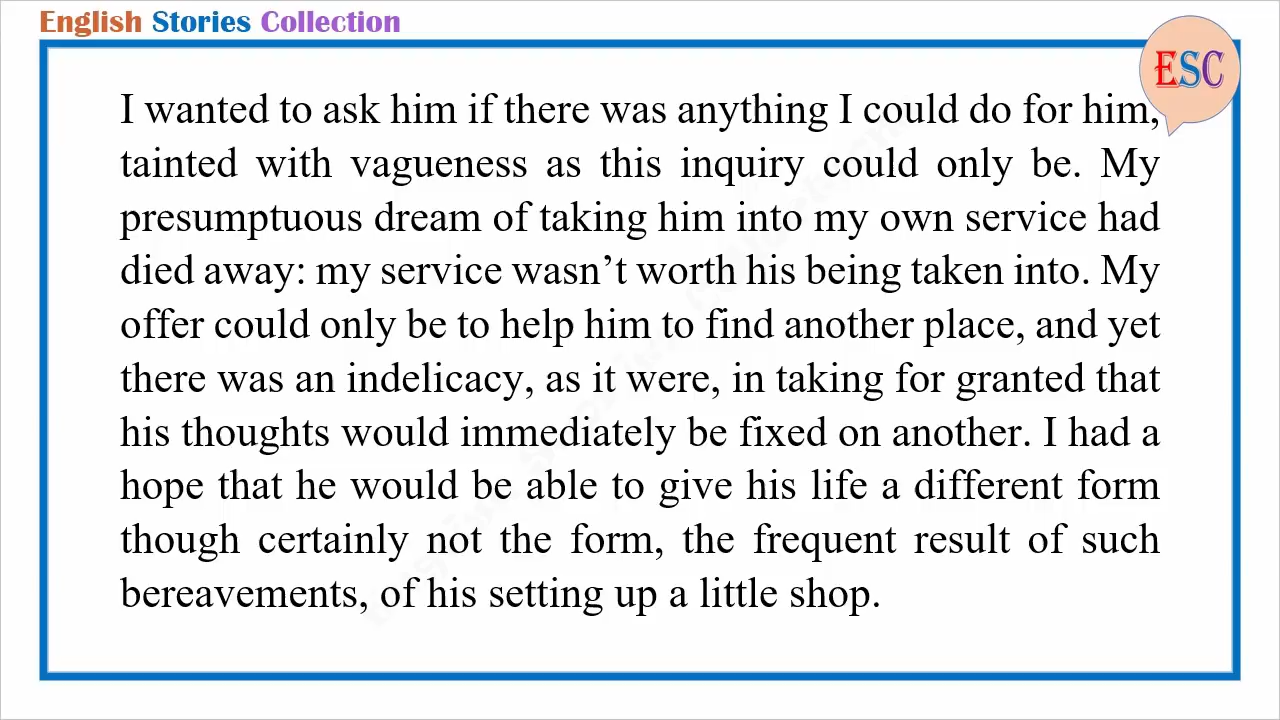 English Stories Collection
ESC
I wanted to ask him if there was anything I could do for him,
tainted with vagueness as this inquiry could only be. My
presumptuous dream of taking him into my own service had
died away: my service wasn’t worth his being taken into. My
offer could only be to help him to find another place, and yet
there was an indelicacy, as it were, in taking for granted that
his thoughts would immediately be fixed on another. I had a
hope that he would be able to give his life a different form
though certainly not the form, the frequent result of such
bereavements, of his setting up a little shop.